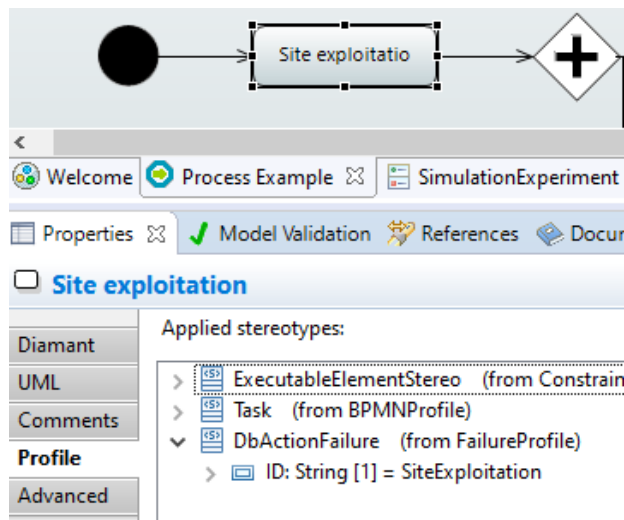 Site exploitatio
Welcome Process Example SimulationExperiment
Properties Model Validation References Docur
Site exploitation
Applied stereotypes:
Diamant
UML
Comments
Profile
Advanced
ExecutableElementStereo (from Constrain
Task (from BPMNProfile)
DbActionFailure (from FailureProfile)
ID: String [1] = SiteExploitation